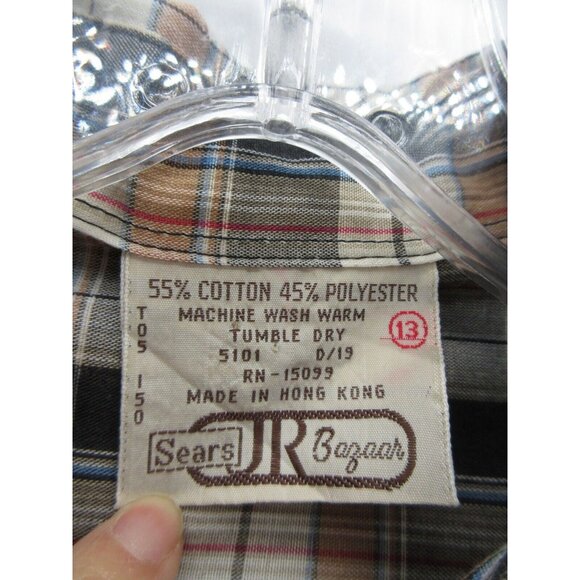 55% COTTON 45% POLYESTER
MACHINE WASH WARM
TUMBLE DRY
5101 D/19
RN-15099
MADE IN HONG KONG
13
T05 150
Sears JR Bazaar